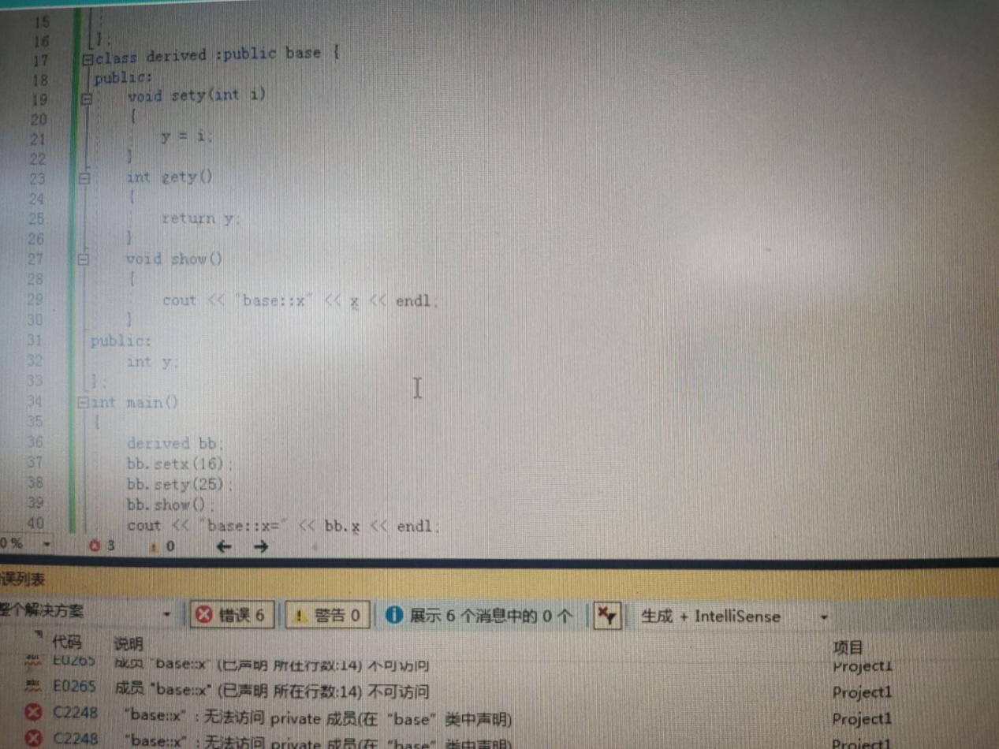 15
16 };
17 class derived :public base {
18 public:
19 void sety(int i)
20 {
21 y = i;
22 }
23 int gety()
24 {
25 return y;
26 }
27 void show()
28 {
29 cout << "base::x" << x << endl;
30 }
31 public:
32 int y;
33 };
34 int main()
35 {
36 derived bb;
37 bb.setx(16);
38 bb.sety(25);
39 bb.show();
40 cout << "base::x=" << bb.x << endl;
0 % 3 0
误列表
整个解决方案 错误 6 警告 0 展示 6 个消息中的 0 个 生成 + IntelliSense
代码 说明 项目
E0265 成员 "base::x" (已声明 所在行数:14) 不可访问 Project1
E0265 成员 "base::x" (已声明 所在行数:14) 不可访问 Project1
C2248 "base::x" : 无法访问 private 成员(在 "base" 类中声明) Project1
C2248 "base::x" : 无法访问 private 成员(在 "base" 类中声明) Project1